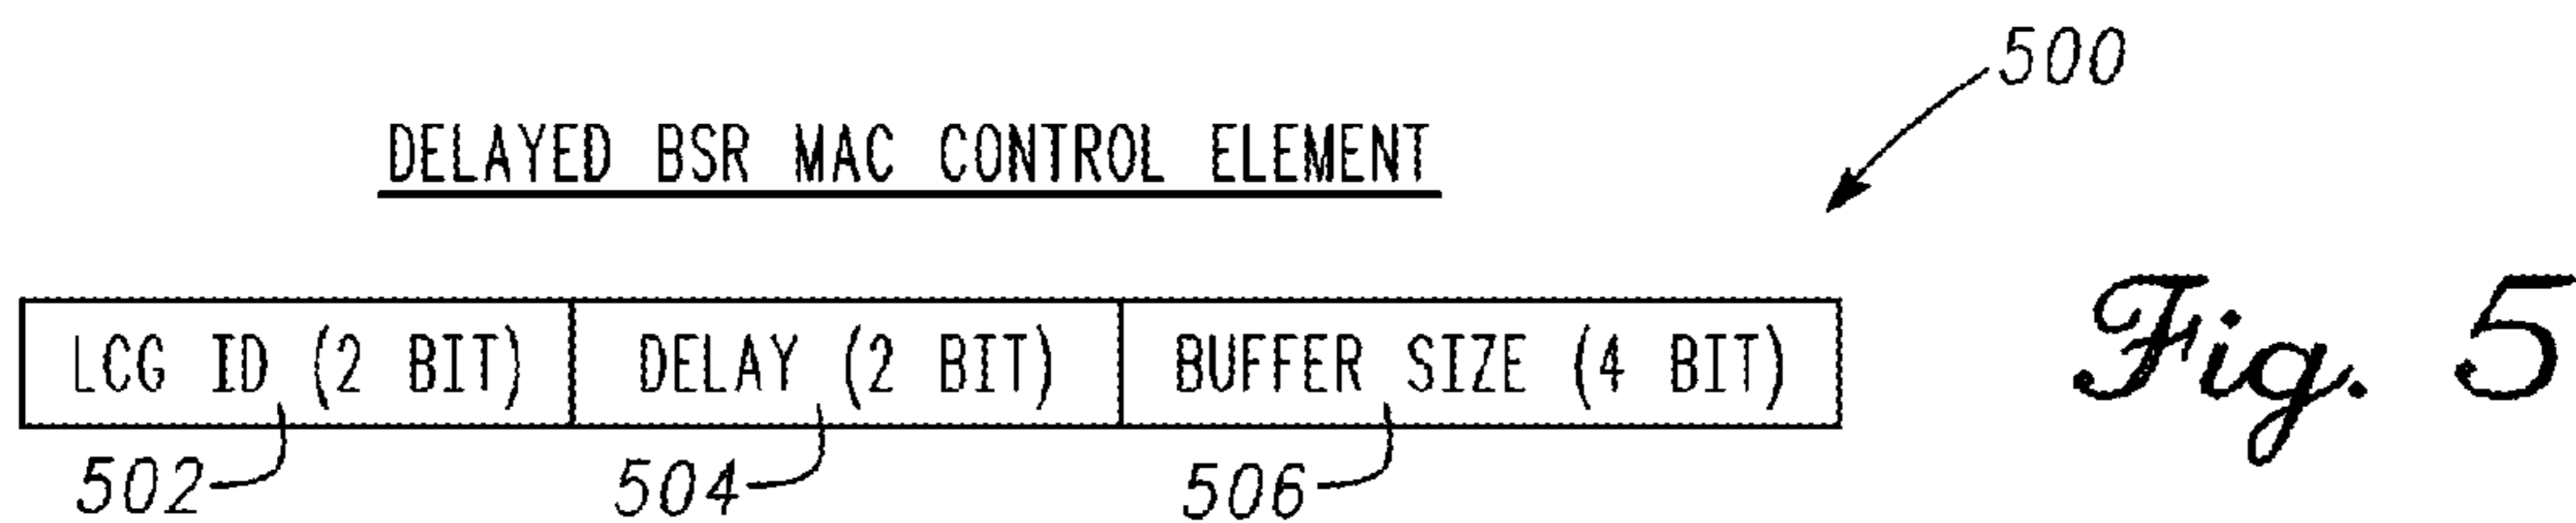 500
DELAYED BSR MAC CONTROL ELEMENT
LCG ID (2 BIT) DELAY (2 BIT) BUFFER SIZE (4 BIT)
502 504 506
Fig. 5